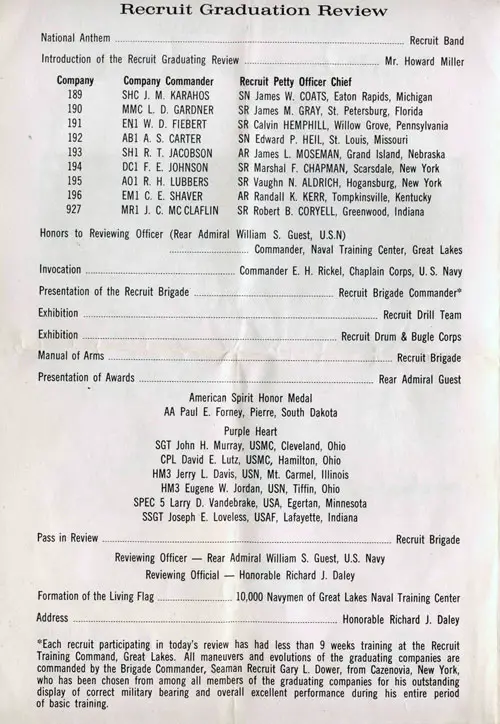 Recruit Graduation Review
National Anthem ........ Recruit Band
Introduction of the Recruit Graduating Review ........ Mr. Howard Miller
Company Company Commander Recruit Petty Officer Chief
189 SHC J. M. KARAHOS SN James W. COATS, Eaton Rapids, Michigan
190 MMC L. D. GARDNER SR James M. GRAY, St. Petersburg, Florida
191 EN1 W. D. FIEBERT SR Calvin HEMPHILL, Willow Grove, Pennsylvania
192 AB1 A. S. CARTER SN Edward P. HEIL, St. Louis, Missouri
193 SH1 R. T. JACOBSON AR James L. MOSEMAN, Grand Island, Nebraska
194 DC1 F. E. JOHNSON SR Marshal F. CHAPMAN, Scarsdale, New York
195 AO1 R. H. LUBBERS SR Vaughn N. ALDRICH, Hogansburg, New York
196 EM1 C. E. SHAVER AR Randall K. KERR, Tompkinsville, Kentucky
927 MR1 J. C. MC CLAFLIN SR Robert B. CORYELL, Greenwood, Indiana
Honors to Reviewing Officer (Rear Admiral William S. Guest, U.S.N)
........ Commander, Naval Training Center, Great Lakes
Invocation ........ Commander E. H. Rickel, Chaplain Corps, U. S. Navy
Presentation of the Recruit Brigade ........ Recruit Brigade Commander*
Exhibition ........ Recruit Drill Team
Exhibition ........ Recruit Drum & Bugle Corps
Manual of Arms ........ Recruit Brigade
Presentation of Awards ........ Rear Admiral Guest
American Spirit Honor Medal
AA Paul E. Forney, Pierre, South Dakota
Purple Heart
SGT John H. Murray, USMC, Cleveland, Ohio
CPL David E. Lutz, USMC, Hamilton, Ohio
HM3 Jerry L. Davis, USN, Mt. Carmel, Illinois
HM3 Eugene W. Jordan, USN, Tiffin, Ohio
SPEC 5 Larry D. Vandebrake, USA, Egertan, Minnesota
SSGT Joseph E. Loveless, USAF, Lafayette, Indiana
Pass in Review ........ Recruit Brigade
Reviewing Officer — Rear Admiral William S. Guest, U.S. Navy
Reviewing Official — Honorable Richard J. Daley
Formation of the Living Flag ........ 10,000 Navymen of Great Lakes Naval Training Center
Address ........ Honorable Richard J. Daley
*Each recruit participating in today's review has had less than 9 weeks training at the Recruit
Training Command, Great Lakes. All maneuvers and evolutions of the graduating companies are
commanded by the Brigade Commander, Seaman Recruit Gary L. Dower, from Cazenovia, New York,
who has been chosen from among all members of the graduating companies for his outstanding
display of correct military bearing and overall excellent performance during his entire period
of basic training.